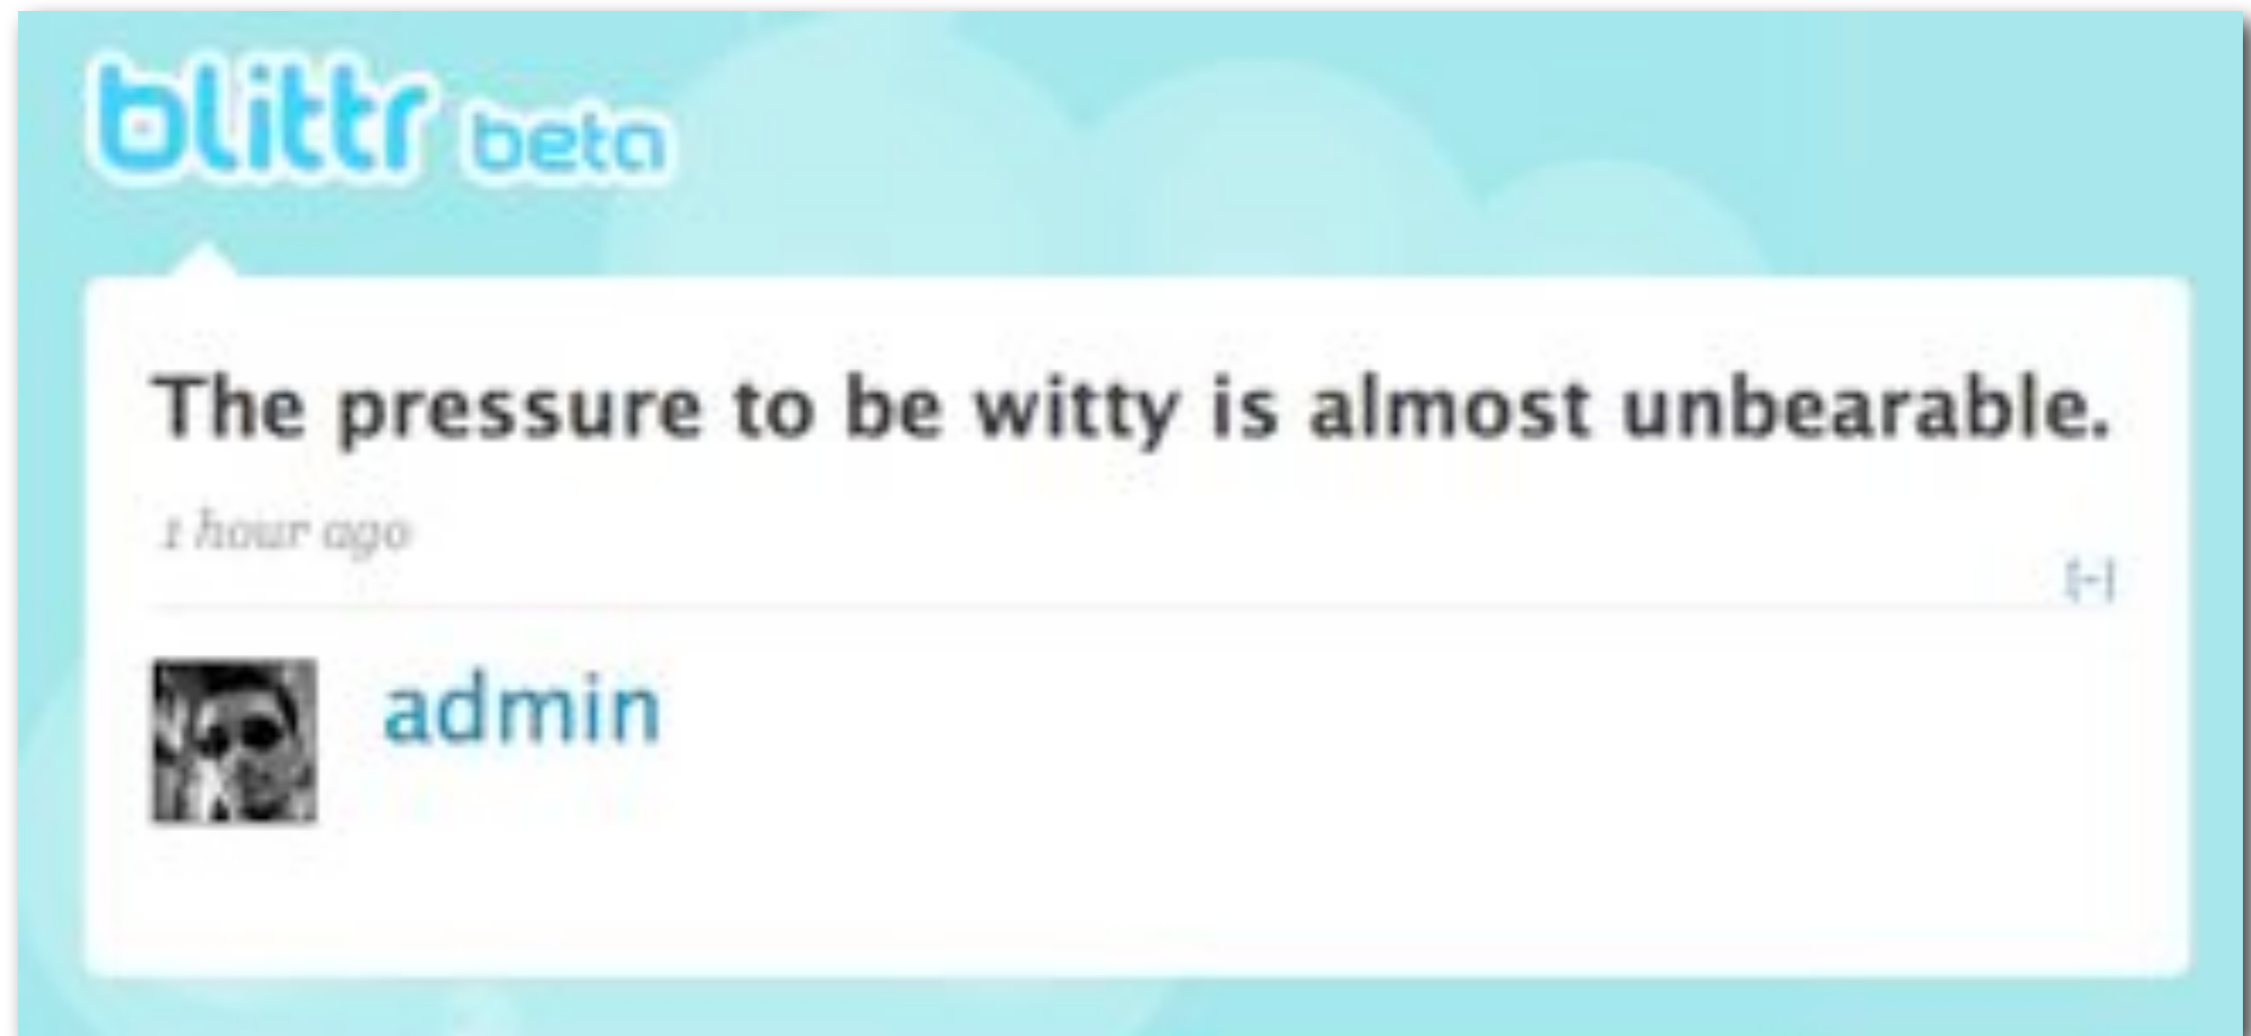 blittr beta
The pressure to be witty is almost unbearable.
1 hour ago
[-]
admin